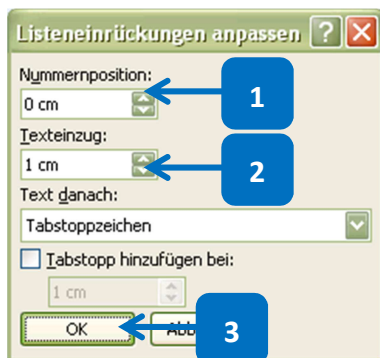 Listeneinrückungen anpassen
Nummernposition:
0 cm
1
Texteinzug:
1 cm
2
Text danach:
Tabstoppzeichen
Tabstopp hinzufügen bei:
1 cm
OK
Abb
3